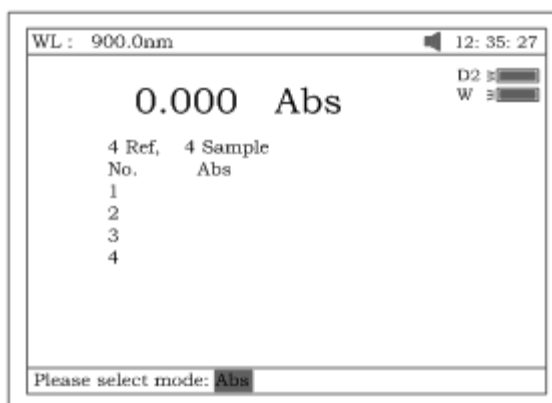 WL : 900.0nm 12: 35: 27
D2
W
0.000 Abs
4 Ref, 4 Sample
No. Abs
1
2
3
4
Please select mode: Abs